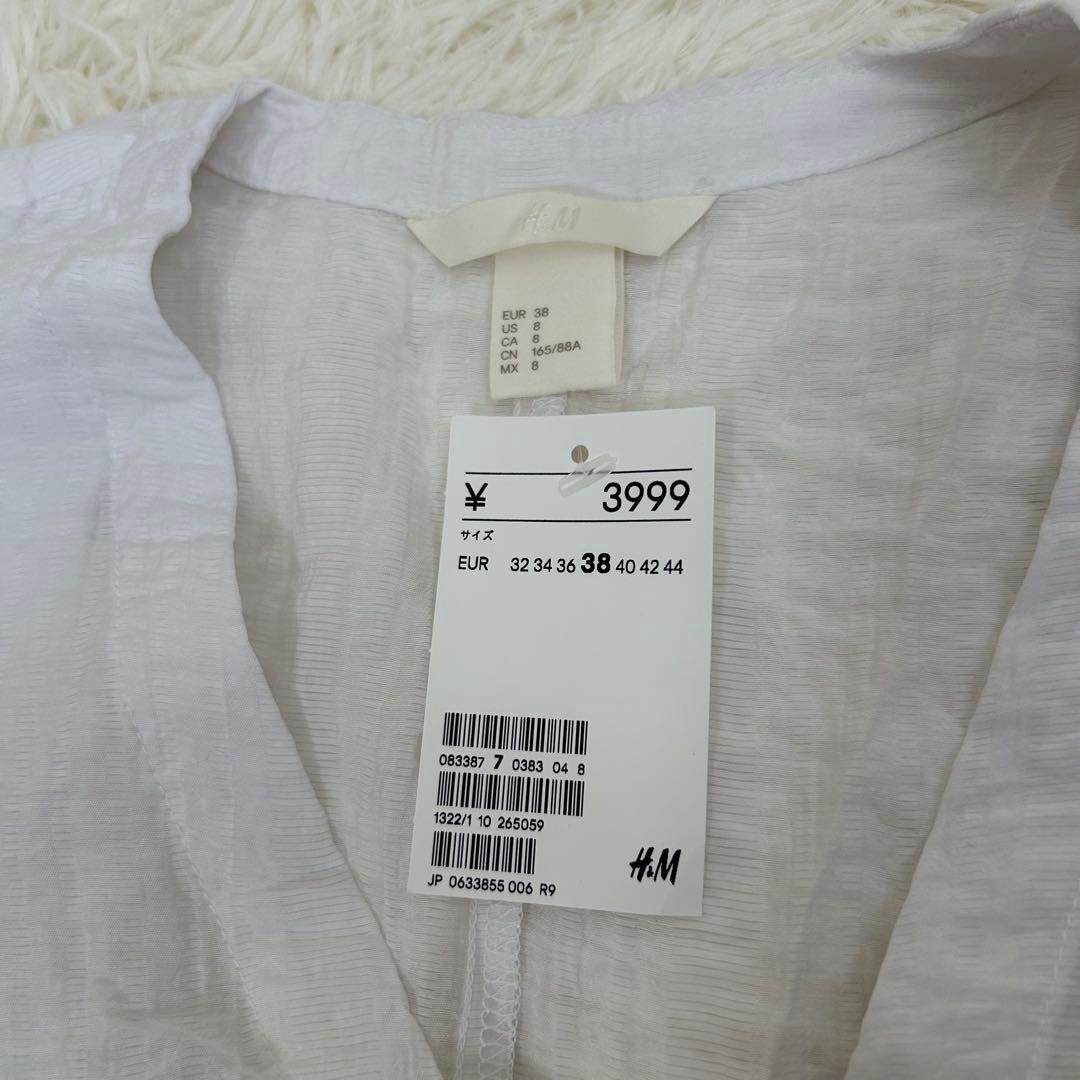 H&M
EUR 38
US 8
CA 8
CN 165/88A
MX 8
¥ 3999
サイズ
EUR 32 34 36 38 40 42 44
083387 7 0383 04 8
1322/1 10 265059
JP 0633855 006 R9
H&M